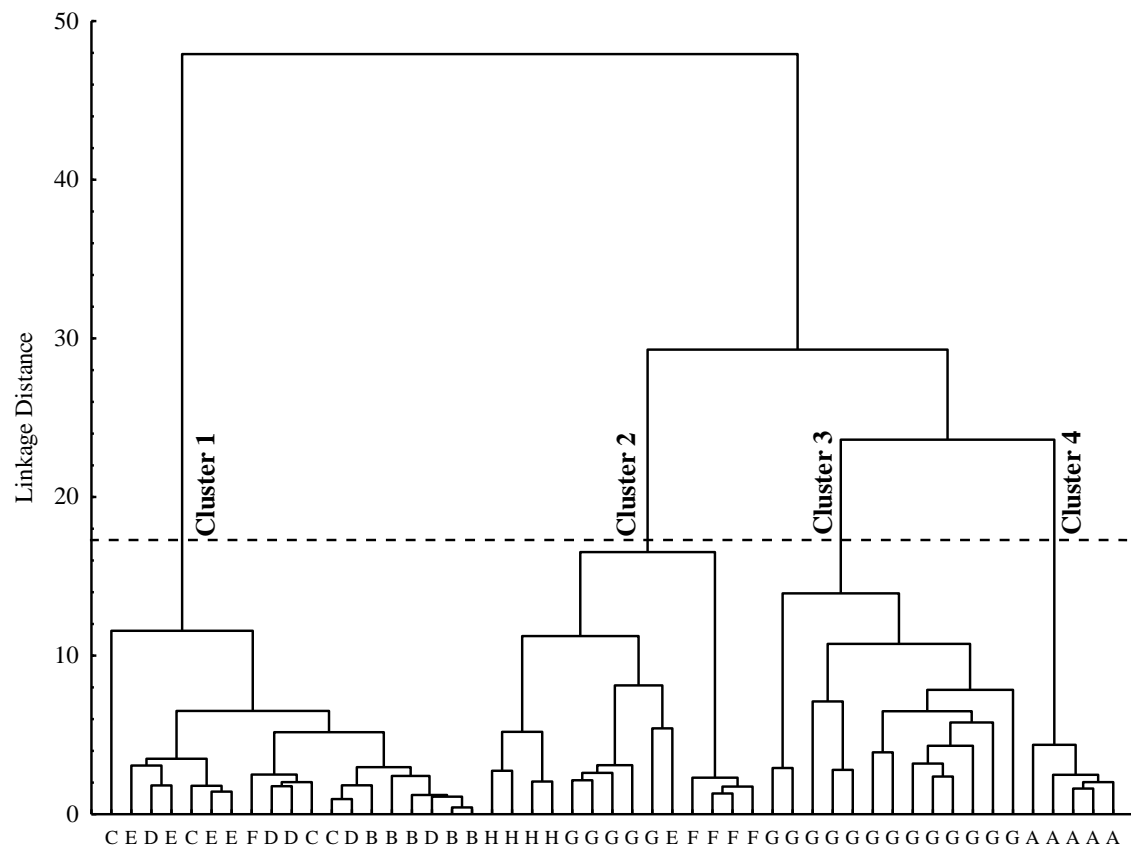 50
40
30
20
10
0
Linkage Distance
Cluster 1
Cluster 2
Cluster 3
Cluster 4
C E D E C E E F D D C C D B B B D B B H H H H G G G G G E F F F F G G G G G G G G G G G G G A A A A A